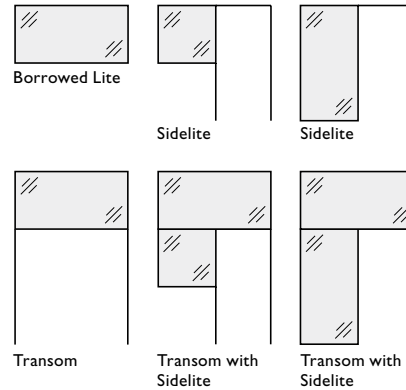 Borrowed Lite
Sidelite
Sidelite
Transom
Transom with
Sidelite
Transom with
Sidelite